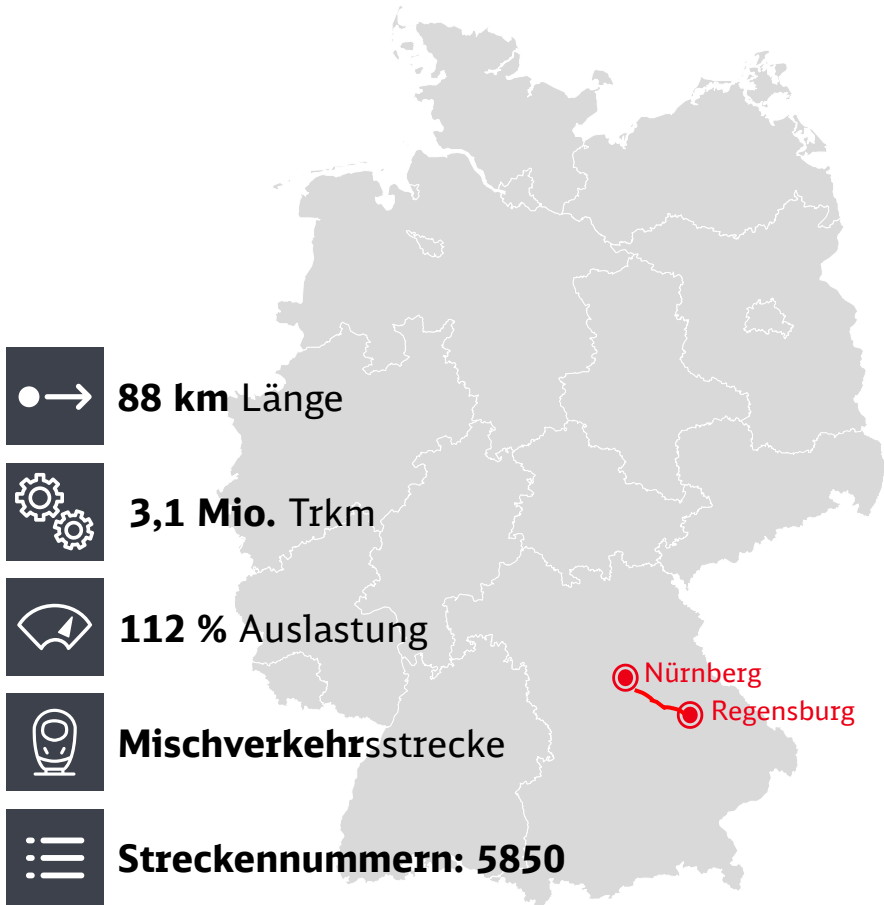 88 km Länge
3,1 Mio. Trkm
112 % Auslastung
Nürnberg
Regensburg
Mischverkehrsstrecke
Streckennummern: 5850